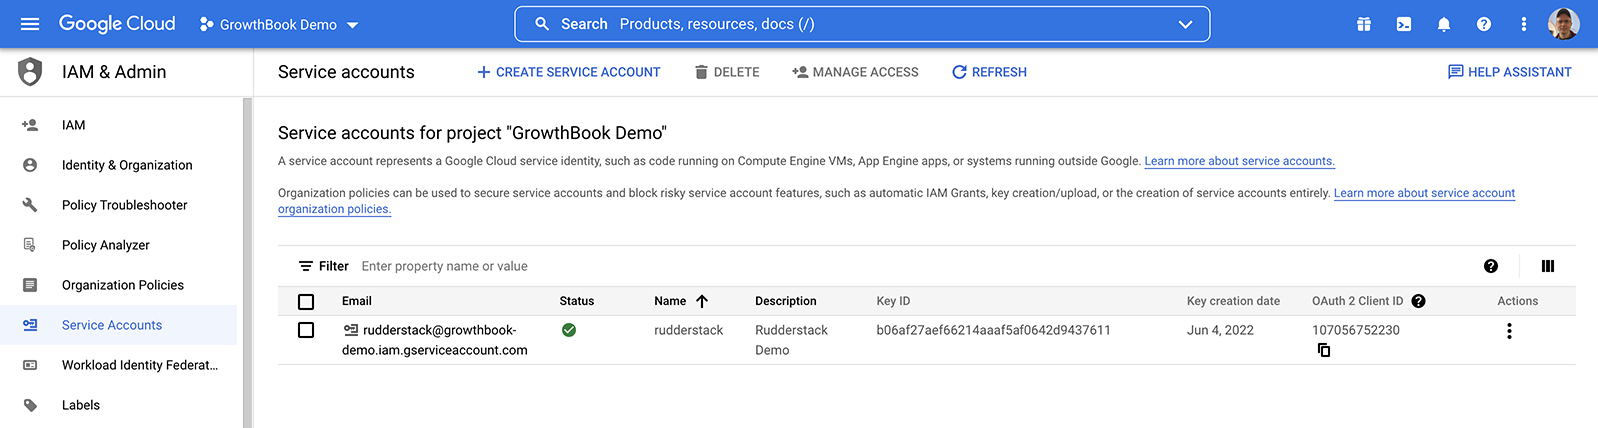 Google Cloud GrowthBook Demo Search Products, resources, docs (/)
IAM & Admin
Service accounts CREATE SERVICE ACCOUNT DELETE MANAGE ACCESS REFRESH HELP ASSISTANT
IAM
Identity & Organization
Policy Troubleshooter
Policy Analyzer
Organization Policies
Service Accounts
Workload Identity Federat...
Labels
Service accounts for project "GrowthBook Demo"
A service account represents a Google Cloud service identity, such as code running on Compute Engine VMs, App Engine apps, or systems running outside Google. Learn more about service accounts.
Organization policies can be used to secure service accounts and block risky service account features, such as automatic IAM Grants, key creation/upload, or the creation of service accounts entirely. Learn more about service account
organization policies.
Filter Enter property name or value
Email Status Name Description Key ID Key creation date OAuth 2 Client ID Actions
rudderstack@growthbook- rudderstack Rudderstack b06af27aef66214aaaf5af0642d9437611 Jun 4, 2022 107056752230
demo.iam.gserviceaccount.com Demo